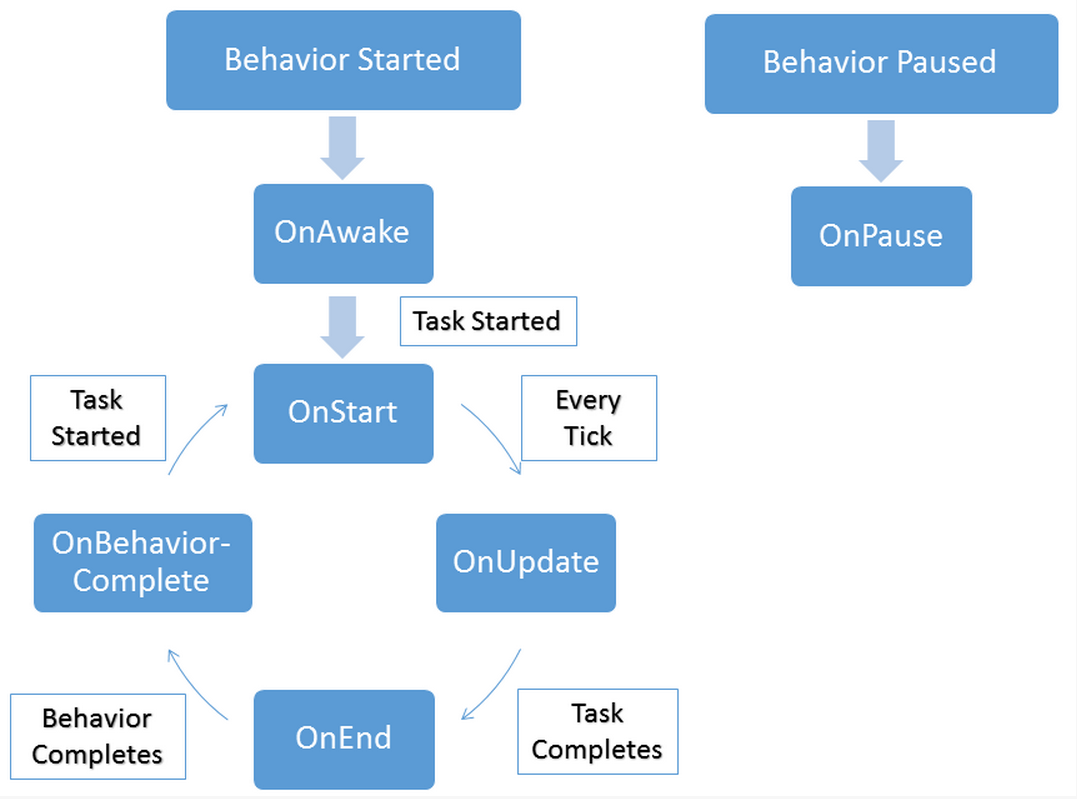 Behavior Started
Behavior Paused
OnAwake
OnPause
Task Started
Task
Started
OnStart
Every
Tick
OnBehavior-
Complete
OnUpdate
Behavior
Completes
OnEnd
Task
Completes